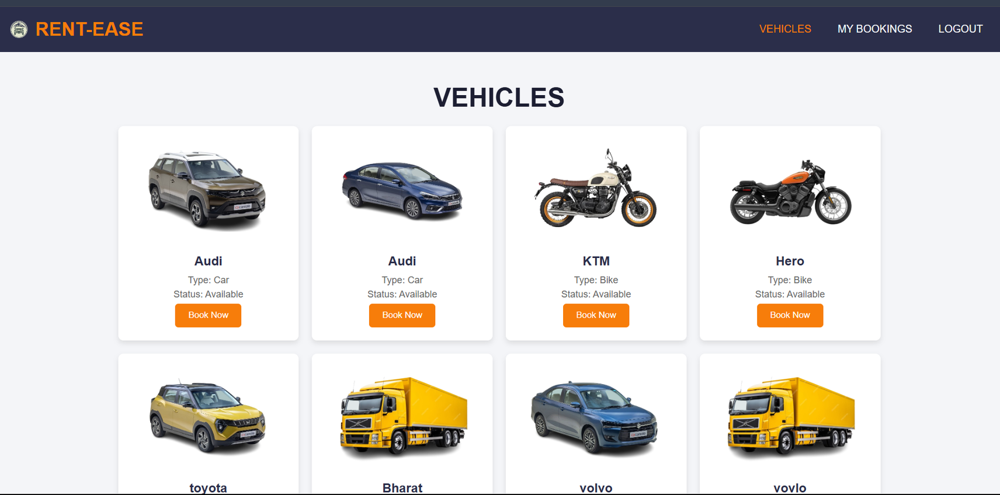 RENT-EASE
VEHICLES MY BOOKINGS LOGOUT
VEHICLES
Audi
Type: Car
Status: Available
Book Now
Audi
Type: Car
Status: Available
Book Now
KTM
Type: Bike
Status: Available
Book Now
Hero
Type: Bike
Status: Available
Book Now
toyota
Bharat
volvo
vovlo